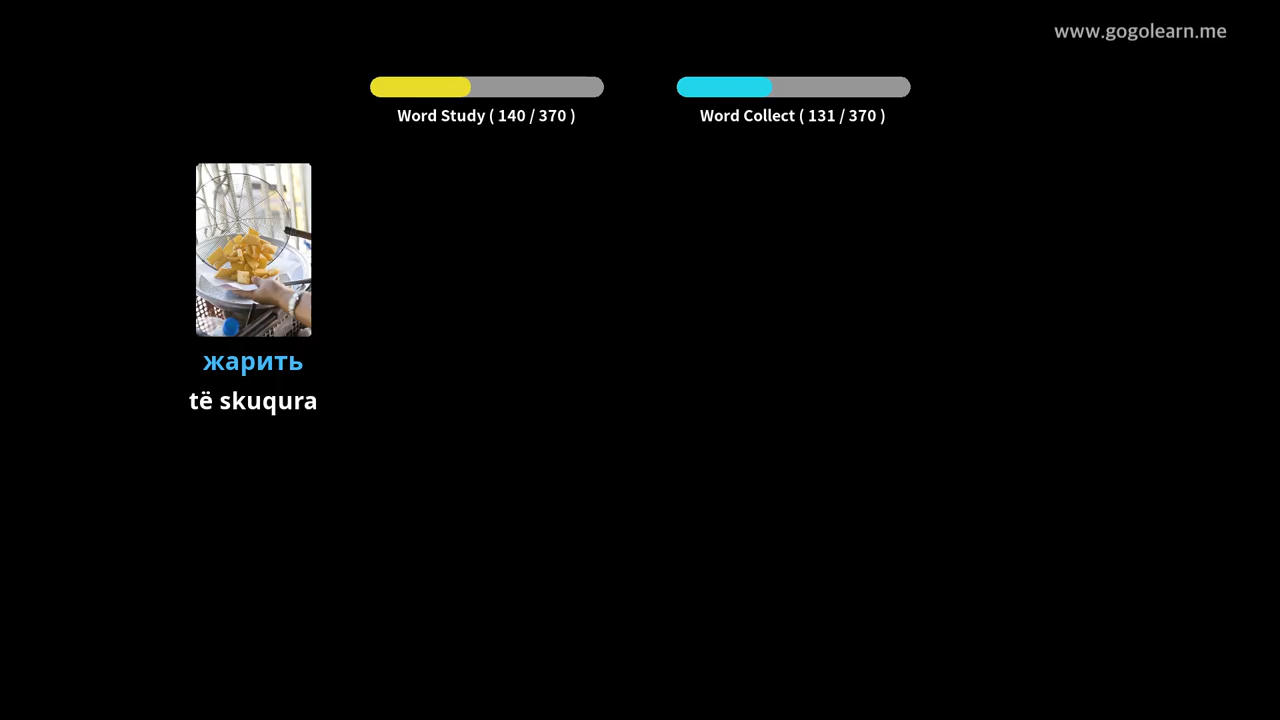 www.gogolearn.me
Word Study ( 140 / 370 )
Word Collect ( 131 / 370 )
жарить
të skuqura